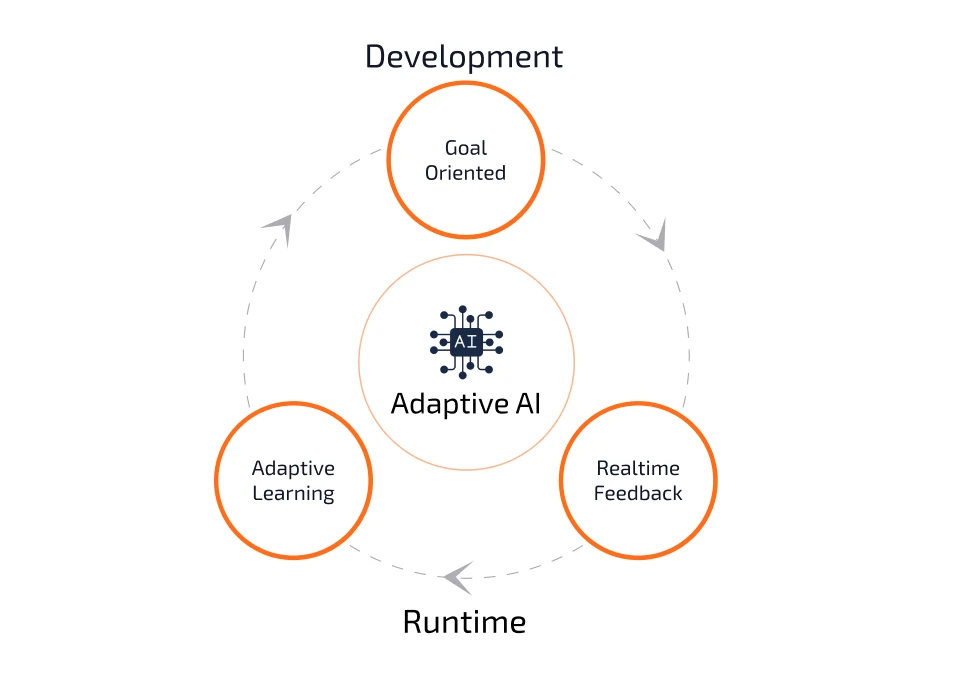 Development
Goal
Oriented
AI
Adaptive AI
Adaptive
Learning
Realtime
Feedback
Runtime